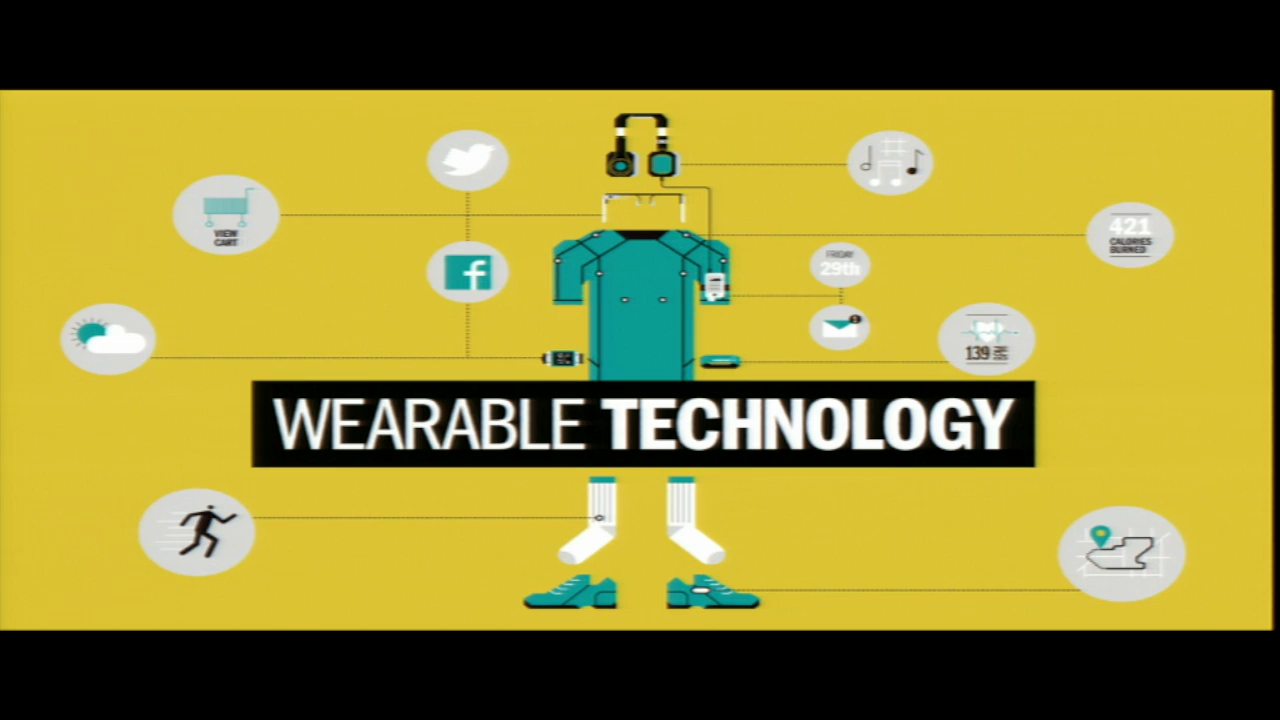 VIEW
CART
f
421
CALORIES
BURNED
FRIDAY
29th
139
WEARABLE TECHNOLOGY